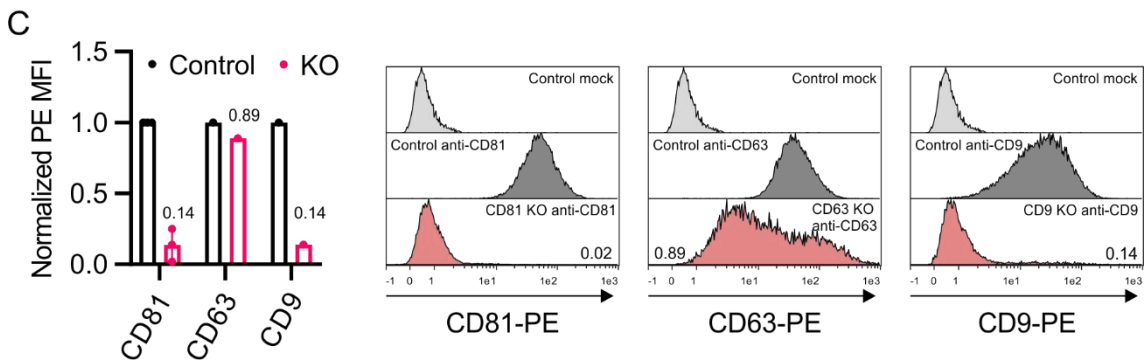 C
Normalized PE MFI
1.5
1.0
0.5
0.0
Control KO
0.14
0.89
0.14
CD81
CD63
CD9
Control mock
Control anti-CD81
CD81 KO anti-CD81
0.02
-1 0 1 1e1 1e2 1e3
CD81-PE
Control mock
Control anti-CD63
CD63 KO
anti-CD63
0.89
-1 0 1 1e1 1e2 1e3
CD63-PE
Control mock
Control anti-CD9
CD9 KO anti-CD9
0.14
-1 0 1 1e1 1e2 1e3
CD9-PE